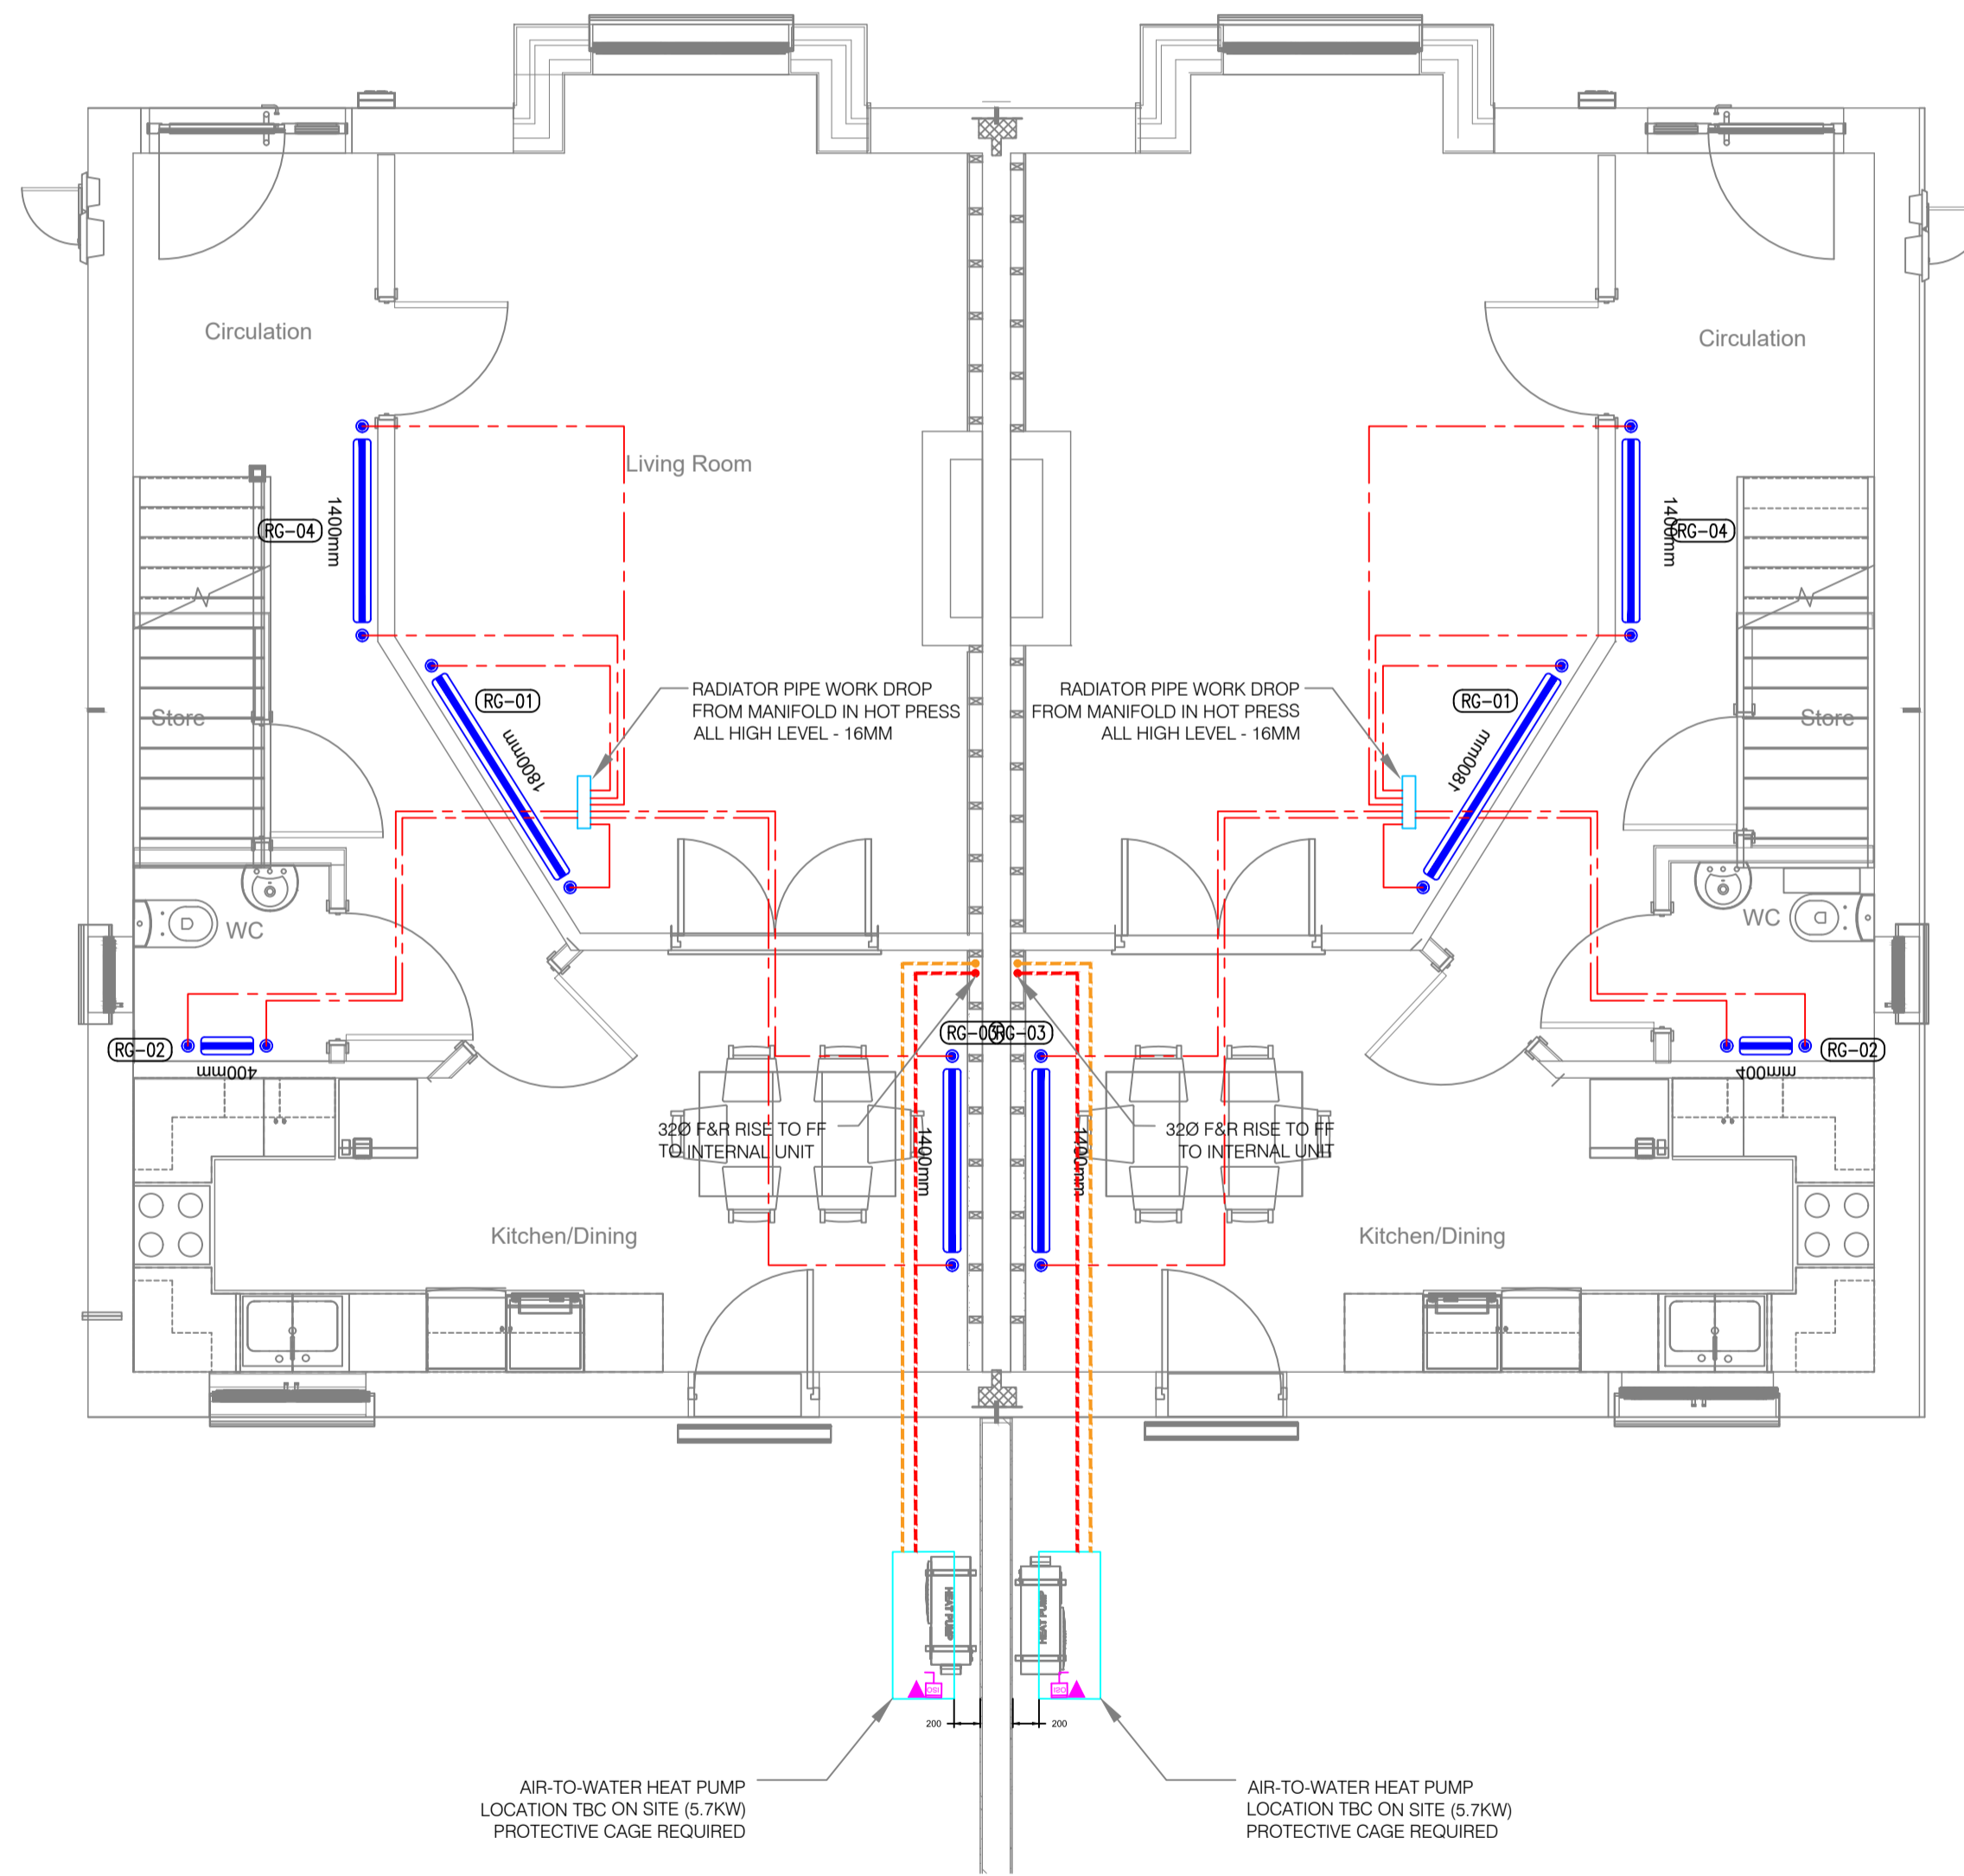 Circulation
Circulation
Living Room
1400mm
RG-04
1400mm
RG-04
RG-01
RG-01
RADIATOR PIPE WORK DROP
FROM MANIFOLD IN HOT PRESS
ALL HIGH LEVEL - 16MM
RADIATOR PIPE WORK DROP
FROM MANIFOLD IN HOT PRESS
ALL HIGH LEVEL - 16MM
Store
Store
1800mm
1800mm
WC
WC
RG-02
400mm
RG-03
RG-03
RG-02
400mm
32Ø F&R RISE TO FF
TO INTERNAL UNIT
1400mm
1400mm
32Ø F&R RISE TO FF
TO INTERNAL UNIT
Kitchen/Dining
Kitchen/Dining
HEAT PUMP
HEAT PUMP
ISO
ISO
200
200
AIR-TO-WATER HEAT PUMP
LOCATION TBC ON SITE (5.7KW)
PROTECTIVE CAGE REQUIRED
AIR-TO-WATER HEAT PUMP
LOCATION TBC ON SITE (5.7KW)
PROTECTIVE CAGE REQUIRED